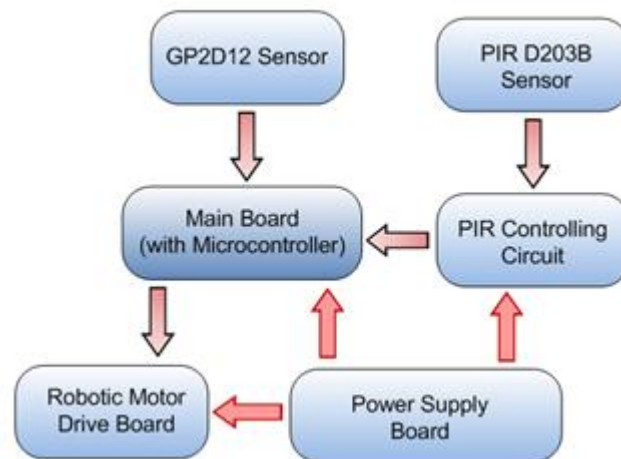 GP2D12 Sensor
PIR D203B
Sensor
Main Board
(with Microcontroller)
PIR Controlling
Circuit
Robotic Motor
Drive Board
Power Supply
Board